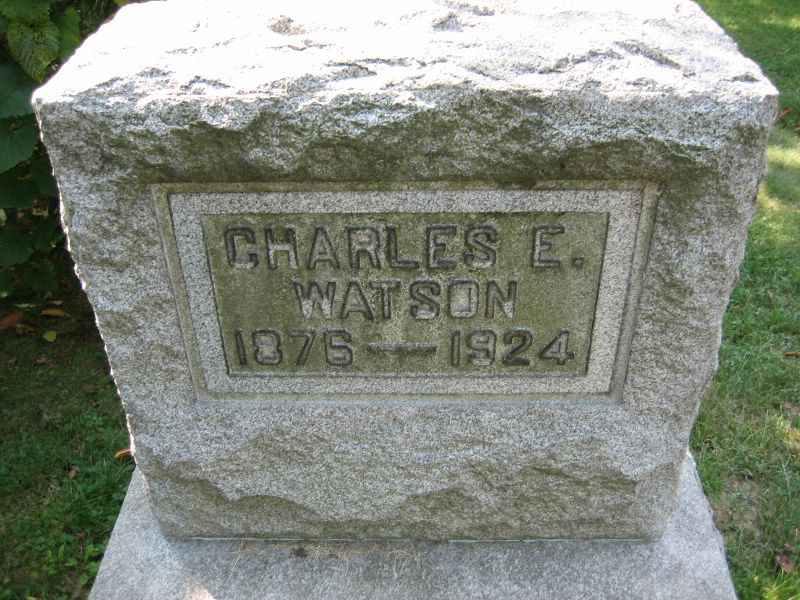 CHARLES E.
WATSON
1876 — 1924